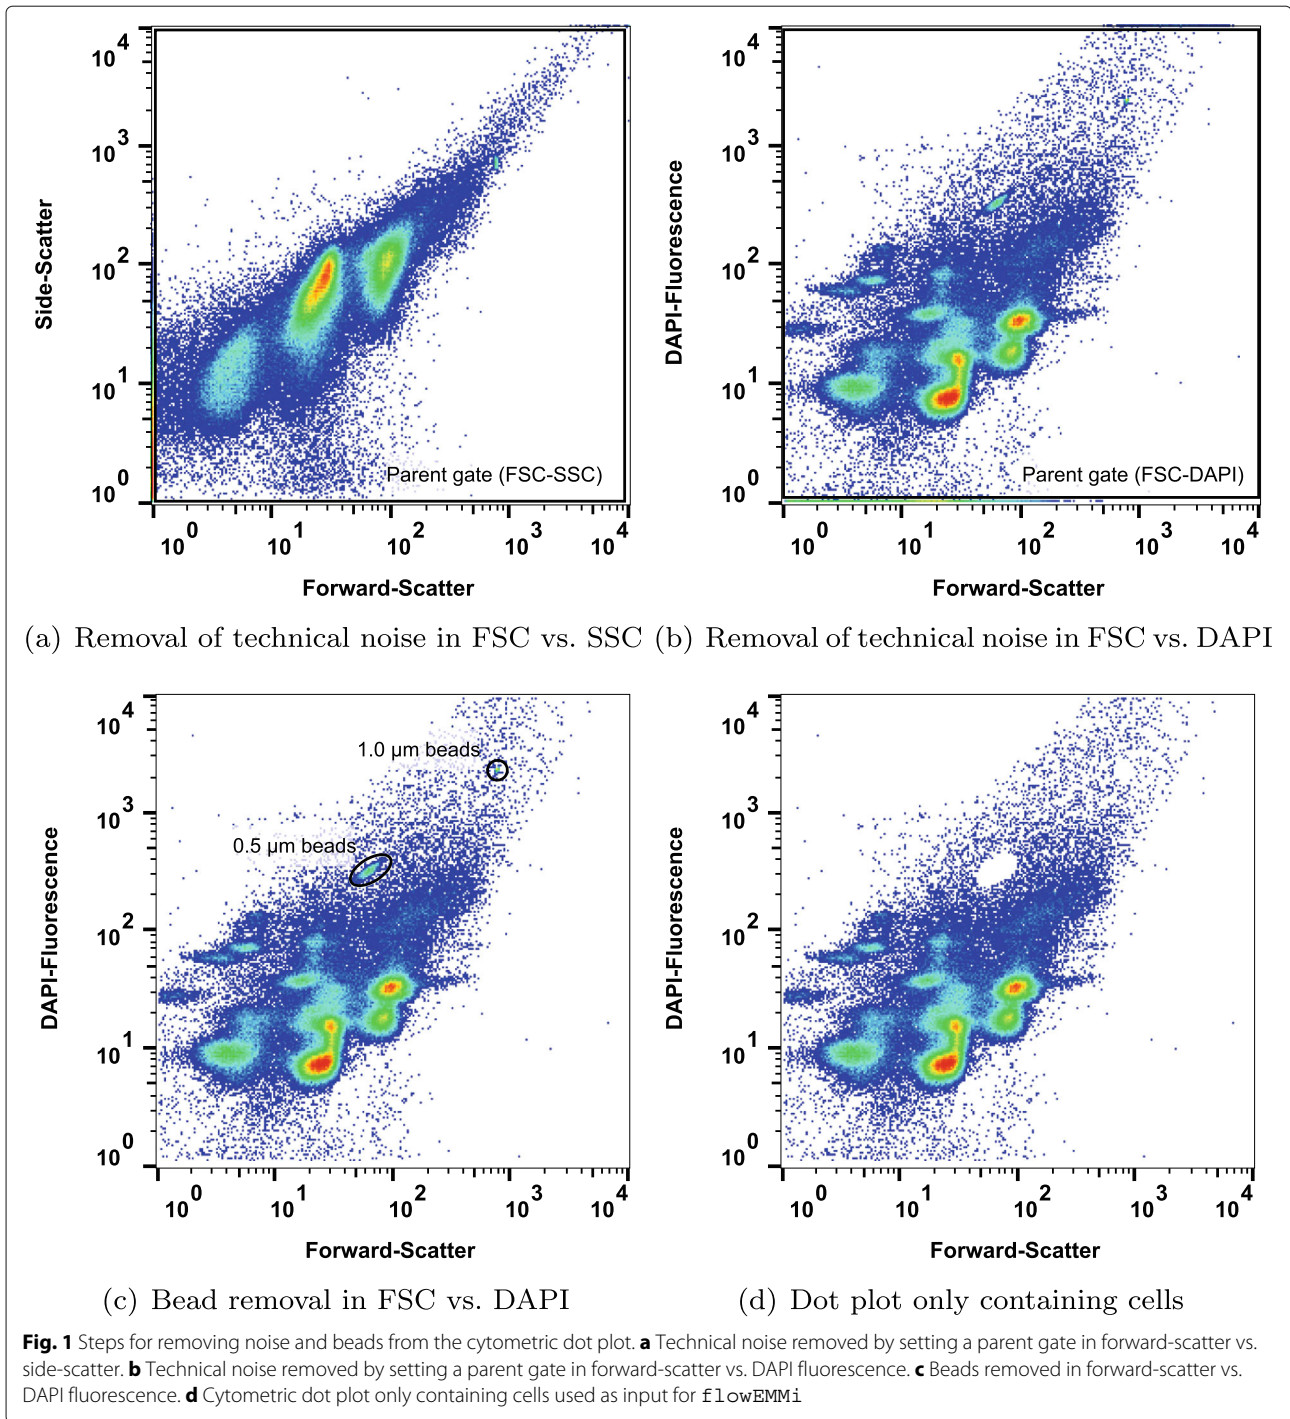 10^4
10^3
10^2
10^1
10^0
Side-Scatter
Parent gate (FSC-SSC)
10^0 10^1 10^2 10^3 10^4
Forward-Scatter
(a) Removal of technical noise in FSC vs. SSC
10^4
10^3
10^2
10^1
10^0
DAPI-Fluorescence
Parent gate (FSC-DAPI)
10^0 10^1 10^2 10^3 10^4
Forward-Scatter
(b) Removal of technical noise in FSC vs. DAPI
10^4
10^3
10^2
10^1
10^0
DAPI-Fluorescence
1.0 µm beads
0.5 µm beads
10^0 10^1 10^2 10^3 10^4
Forward-Scatter
(c) Bead removal in FSC vs. DAPI
10^4
10^3
10^2
10^1
10^0
DAPI-Fluorescence
10^0 10^1 10^2 10^3 10^4
Forward-Scatter
(d) Dot plot only containing cells
Fig. 1 Steps for removing noise and beads from the cytometric dot plot. a Technical noise removed by setting a parent gate in forward-scatter vs.
side-scatter. b Technical noise removed by setting a parent gate in forward-scatter vs. DAPI fluorescence. c Beads removed in forward-scatter vs.
DAPI fluorescence. d Cytometric dot plot only containing cells used as input for flowEMMi